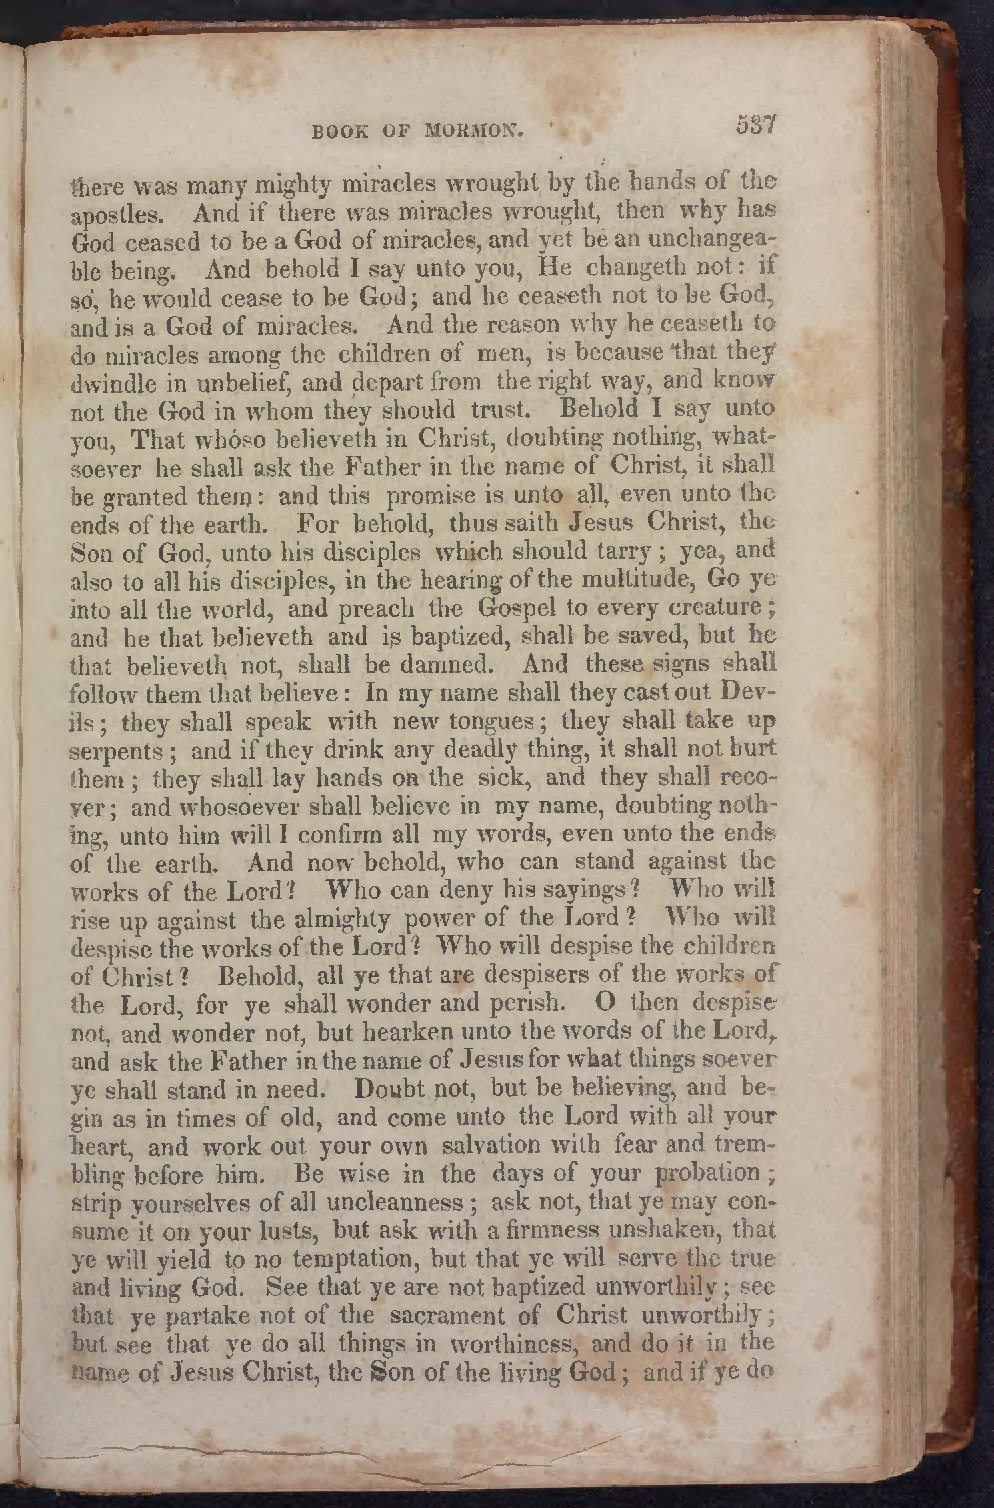 BOOK OF MORMON. 537
there was many mighty miracles wrought by the hands of the
apostles. And if there was miracles wrought, then why has
God ceased to be a God of miracles, and yet be an unchangea-
ble being. And behold I say unto you, He changeth not: if
so, he would cease to be God; and he ceaseth not to be God,
and is a God of miracles. And the reason why he ceaseth to
do miracles among the children of men, is because that they
dwindle in unbelief, and depart from the right way, and know
not the God in whom they should trust. Behold I say unto
you, That whoso believeth in Christ, doubting nothing, what-
soever he shall ask the Father in the name of Christ, it shall
be granted them: and this promise is unto all, even unto the
ends of the earth. For behold, thus saith Jesus Christ, the
Son of God, unto his disciples which should tarry; yea, and
also to all his disciples, in the hearing of the multitude, Go ye
into all the world, and preach the Gospel to every creature;
and he that believeth and is baptized, shall be saved, but he
that believeth not, shall be damned. And these signs shall
follow them that believe: In my name shall they cast out Dev-
ils; they shall speak with new tongues; they shall take up
serpents; and if they drink any deadly thing, it shall not hurt
them; they shall lay hands on the sick, and they shall reco-
ver; and whosoever shall believe in my name, doubting noth-
ing, unto him will I confirm all my words, even unto the ends
of the earth. And now behold, who can stand against the
works of the Lord? Who can deny his sayings? Who will
rise up against the almighty power of the Lord? Who will
despise the works of the Lord? Who will despise the children
of Christ? Behold, all ye that are despisers of the works of
the Lord, for ye shall wonder and perish. O then despise
not, and wonder not, but hearken unto the words of the Lord,
and ask the Father in the name of Jesus for what things soever
ye shall stand in need. Doubt not, but be believing, and be-
gin as in times of old, and come unto the Lord with all your
heart, and work out your own salvation with fear and trem-
bling before him. Be wise in the days of your probation;
strip yourselves of all uncleanness; ask not, that ye may con-
sume it on your lusts, but ask with a firmness unshaken, that
ye will yield to no temptation, but that ye will serve the true
and living God. See that ye are not baptized unworthily; see
that ye partake not of the sacrament of Christ unworthily;
but see that ye do all things in worthiness, and do it in the
name of Jesus Christ, the Son of the living God; and if ye do